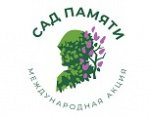 САД ПАМЯТИ
МЕЖДУНАРОДНАЯ АКЦИЯ